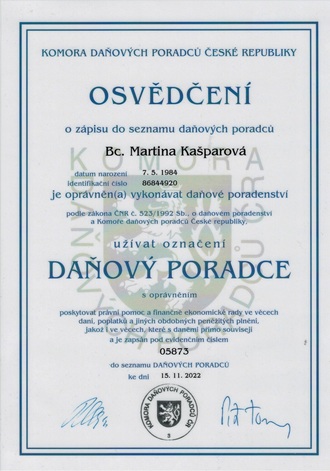 KOMORA DAŇOVÝCH PORADCŮ ČESKÉ REPUBLIKY
OSVĚDČENÍ
o zápisu do seznamu daňových poradců
Bc. Martina Kašparová
datum narození 7. 5. 1984
identifikační číslo 86844920
je oprávněn(a) vykonávat daňové poradenství
podle zákona ČNR č. 523/1992 Sb., o daňovém poradenství
a Komoře daňových poradců České republiky,
užívat označení
DAŇOVÝ PORADCE
s oprávněním
poskytovat právní pomoc a finančně ekonomické rady ve věcech
daní, poplatků a jiných obdobných peněžitých plnění,
jakož i ve věcech, které s daněmi přímo souvisejí
a je zapsán pod evidenčním číslem
05873
do seznamu DAŇOVÝCH PORADCŮ
ke dni 15. 11. 2022
KOMORA DAŇOVÝCH PORADCŮ ČR